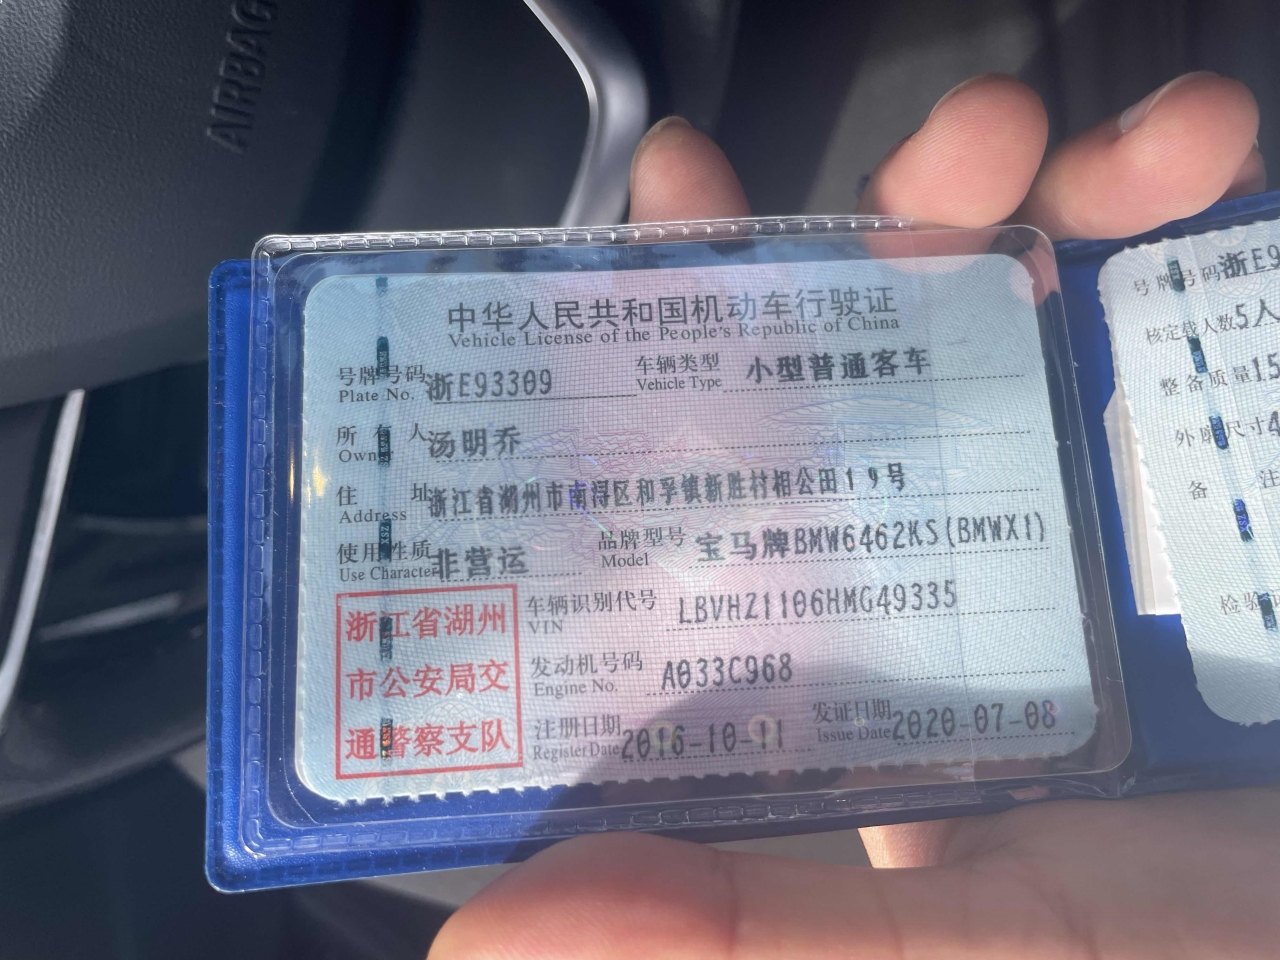 AIRBAG
中华人民共和国机动车行驶证
Vehicle License of the People's Republic of China
号牌号码 浙E93309 车辆类型 小型普通客车
Plate No. Vehicle Type
所有人 汤明乔
Owner
住址 浙江省湖州市南浔区和孚镇新胜村相公田19号
Address
使用性质 非营运 品牌型号 宝马牌BMW6462KS(BMWX1)
Use Character Model
浙江省湖州
市公安局交
通警察支队
车辆识别代号 LBVHZ1106HMG49335
VIN
发动机号码 A033C968
Engine No.
注册日期 2016-10-11 发证日期 2020-07-08
Register Date Issue Date
号牌号码 浙E9
核定载人数 5人
整备质量 15
外廓尺寸 4
备 注
检验